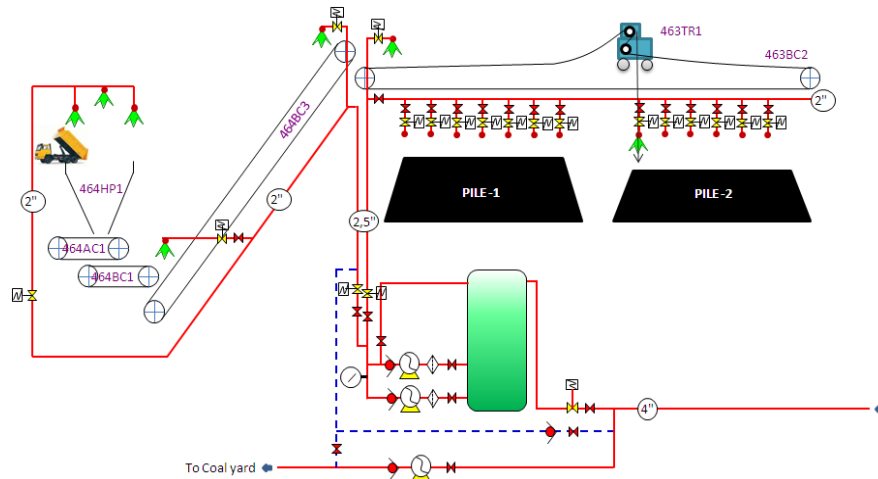 463TR1
463BC2
464BC3
2"
464HP1
PILE-1
PILE-2
2"
2"
2,5"
464AC1
464BC1
4"
To Coal yard